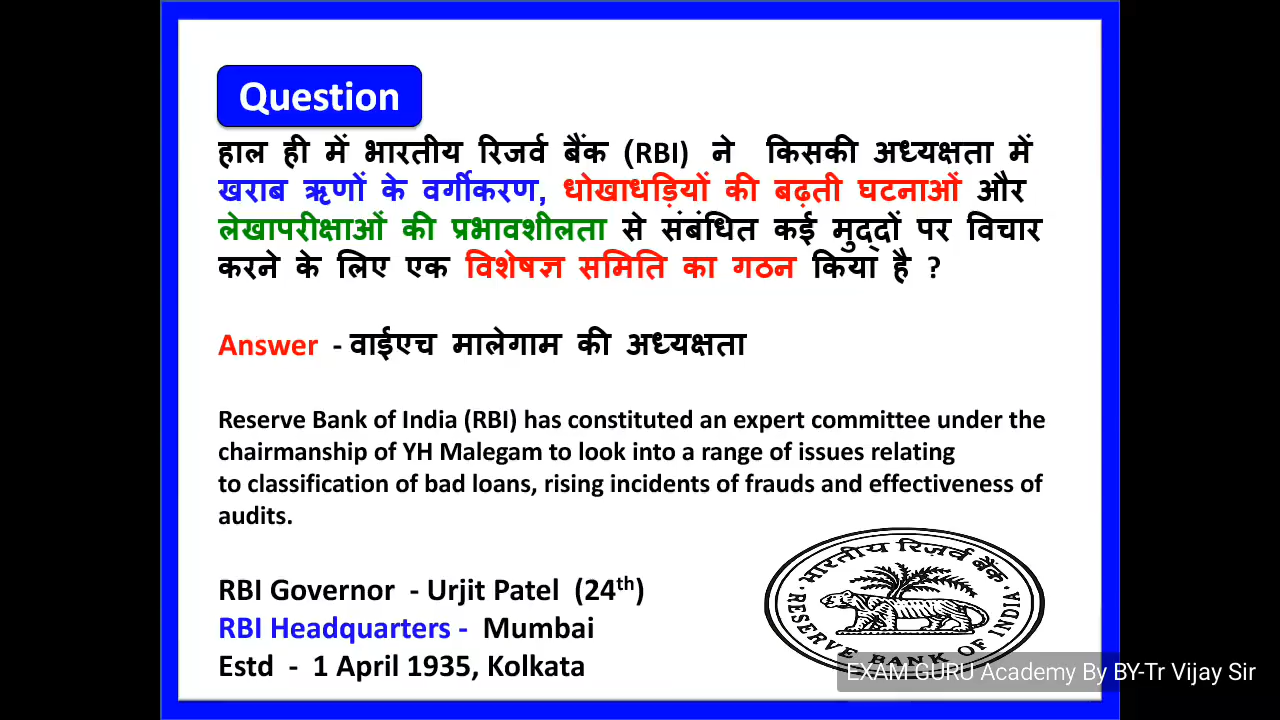 Question
हाल ही में भारतीय रिजर्व बैंक (RBI) ने किसकी अध्यक्षता में
खराब ऋणों के वर्गीकरण, धोखाधड़ियों की बढ़ती घटनाओं और
लेखापरीक्षाओं की प्रभावशीलता से संबंधित कई मुद्दों पर विचार
करने के लिए एक विशेषज्ञ समिति का गठन किया है ?
Answer - वाईएच मालेगाम की अध्यक्षता
Reserve Bank of India (RBI) has constituted an expert committee under the
chairmanship of YH Malegam to look into a range of issues relating
to classification of bad loans, rising incidents of frauds and effectiveness of
audits.
RBI Governor - Urjit Patel (24th)
RBI Headquarters - Mumbai
Estd - 1 April 1935, Kolkata
भारतीय रिज़र्व बैंक
RESERVE BANK OF INDIA
EXAM GURU Academy By BY-Tr Vijay Sir